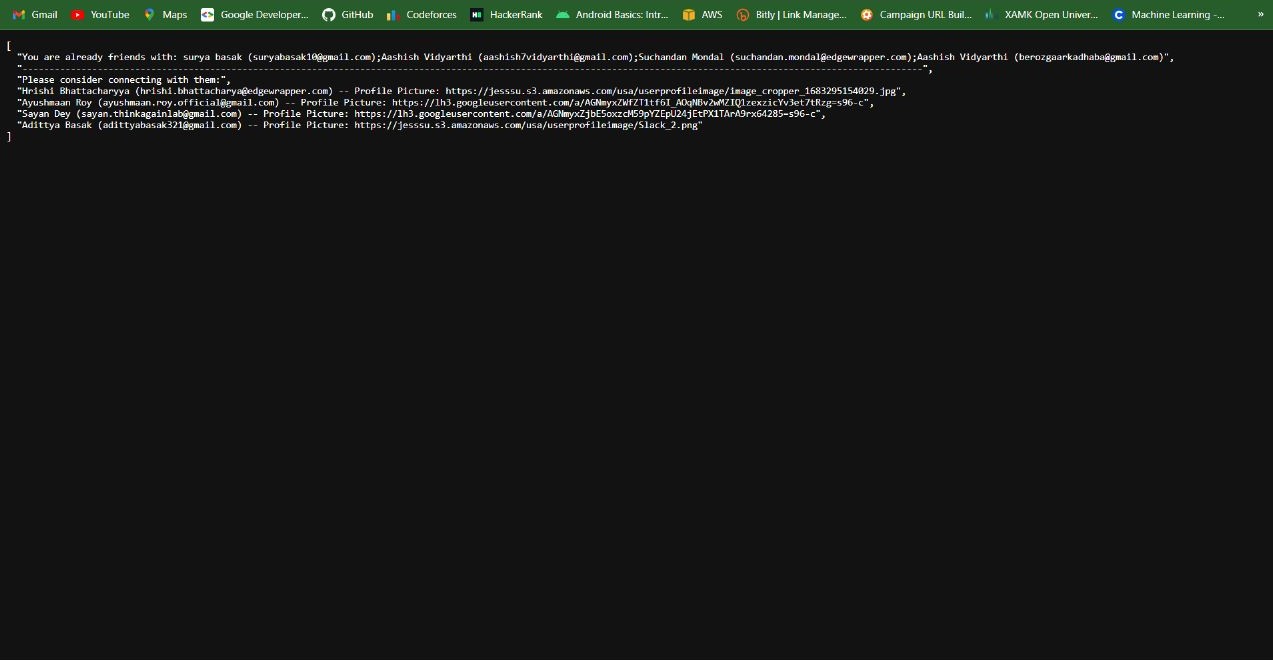 Gmail YouTube Maps Google Developer... GitHub Codeforces HackerRank Android Basics: Intr... AWS Bitly | Link Manage... Campaign URL Buil... XAMK Open Univer... Machine Learning -... »
[
"You are already friends with: surya basak (suryabasak10@gmail.com);Aashish Vidyarthi (aashish7vidyarthi@gmail.com);Suchandan Mondal (suchandan.mondal@edgewrapper.com);Aashish Vidyarthi (berozgaarkadhaba@gmail.com)",
"--------------------------------------------------------------------------------------------------------------------------------------------------------------------------",
"Please consider connecting with them:",
"Hrishi Bhattacharyya (hrishi.bhattacharya@edgewrapper.com) -- Profile Picture: https://jesssu.s3.amazonaws.com/usa/userprofileimage/image_cropper_1683295154029.jpg",
"Ayushmaan Roy (ayushmaan.roy.official@gmail.com) -- Profile Picture: https://lh3.googleusercontent.com/a/AGNmyxZWfZT1tf6I_AOqNBv2wMZIQ1zexzicYv3et7tRzg=s96-c",
"Sayan Dey (sayan.thinkagainlab@gmail.com) -- Profile Picture: https://lh3.googleusercontent.com/a/AGNmyxZjbE5oxzcM59pYZEpU24jEtPX1TArA9rx64285=s96-c",
"Adittya Basak (adittyabasak321@gmail.com) -- Profile Picture: https://jesssu.s3.amazonaws.com/usa/userprofileimage/Slack_2.png"
]